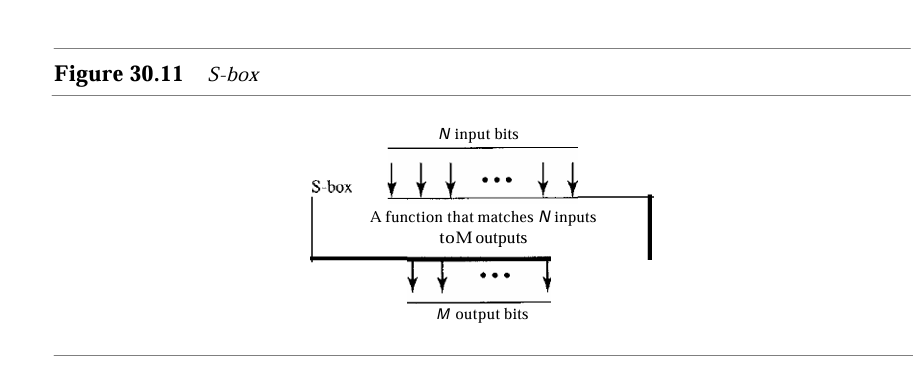 Figure 30.11 S-box
N input bits
S-box
A function that matches N inputs
toM outputs
M output bits